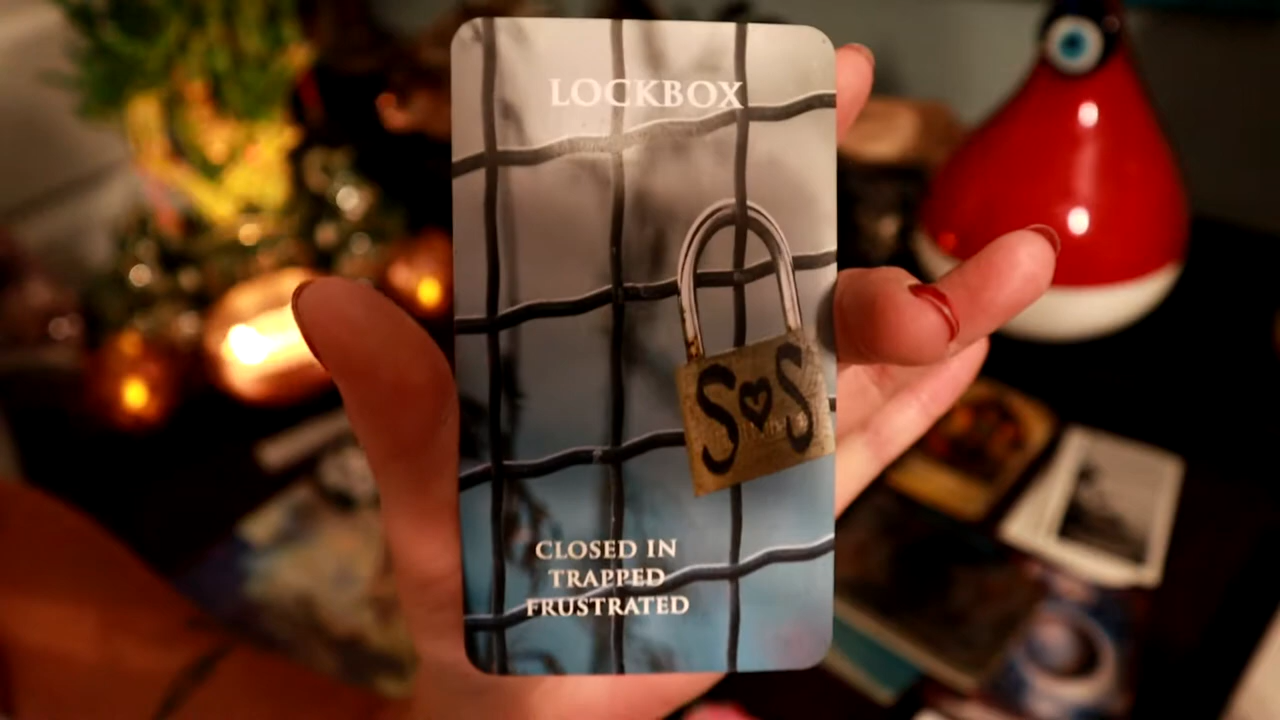 LOCKBOX
S♥S
CLOSED IN
TRAPPED
FRUSTRATED